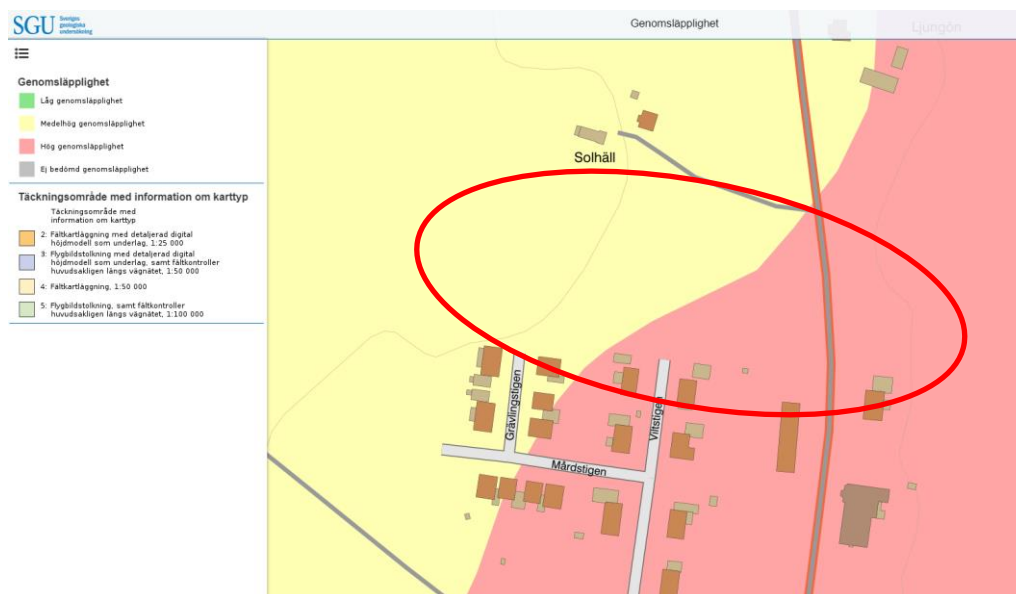 SGU Sveriges
geologiska
undersökning
Genomsläpplighet
Ljungön
Genomsläpplighet
Låg genomsläpplighet
Medelhög genomsläpplighet
Hög genomsläpplighet
Ej bedömd genomsläpplighet
Täckningsområde med information om karttyp
Täckningsområde med
information om karttyp
2: Fältkartläggning med detaljerad digital
höjdmodell som underlag, 1:25 000
3: Flygbildstolkning med detaljerad digital
höjdmodell som underlag, samt fältkontroller
huvudsakligen längs vägnätet, 1:50 000
4: Fältkartläggning, 1:50 000
5: Flygbildstolkning, samt fältkontroller
huvudsakligen längs vägnätet, 1:100 000
Solhäll
Grävlingstigen
Viltstigen
Mårdstigen